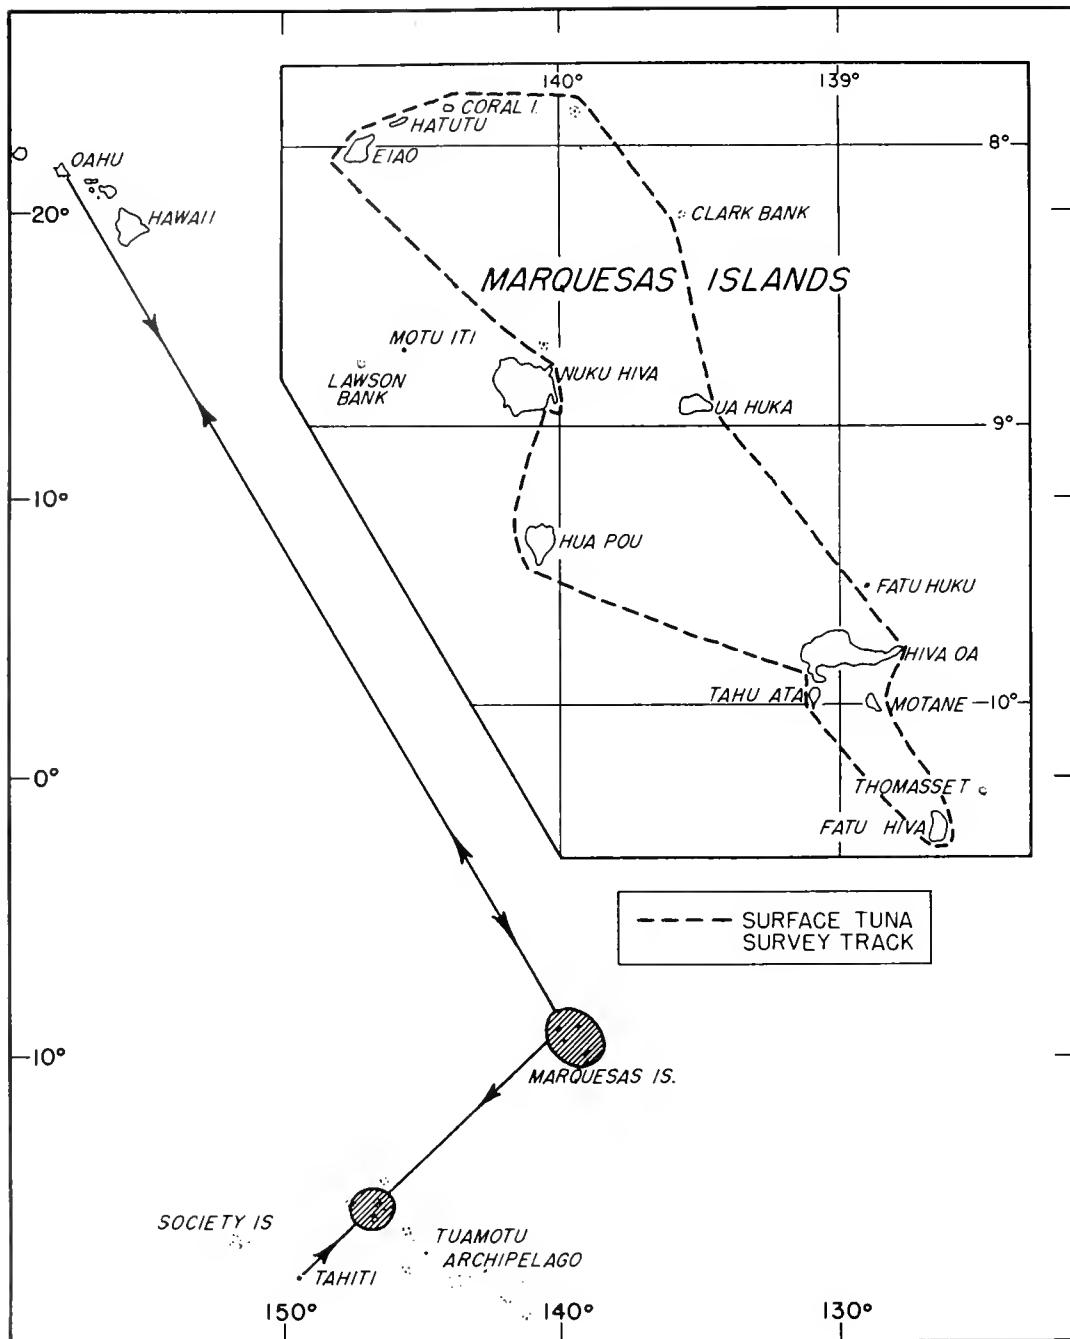 140°
139°
CORAL I.
HATUTU
EIAO
8°
OAHU
20°
HAWAII
CLARK BANK
MARQUESAS ISLANDS
MOTU ITI
LAWSON
BANK
NUKU HIVA
UA HUKA
9°
10°
HUA POU
FATU HUKU
HIVA OA
TAHU ATA
MOTANE
10°
0°
THOMASSET
FATU HIVA
SURFACE TUNA
SURVEY TRACK
10°
MARQUESAS IS.
SOCIETY IS
TUAMOTU
ARCHIPELAGO
TAHITI
150°
140°
130°